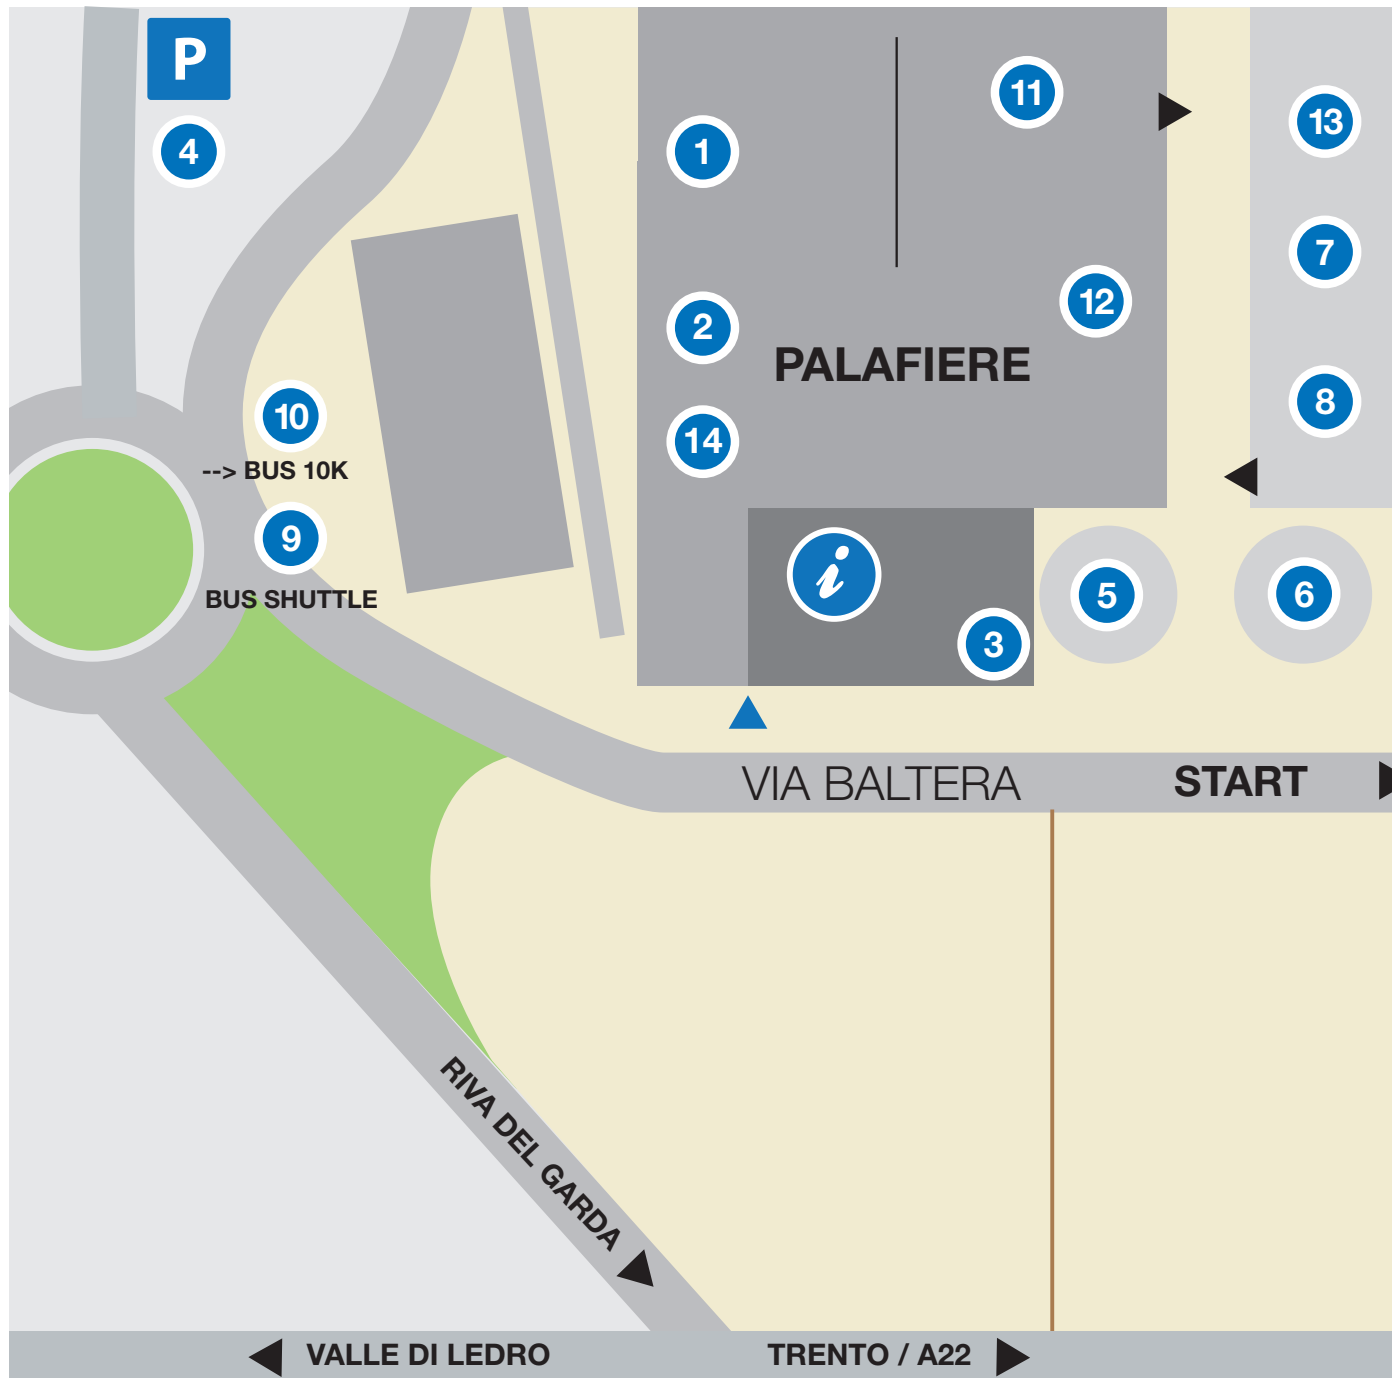 P
4
1
11
13
2
12
7
PALAFIERE
14
8
10
--> BUS 10K
9
BUS SHUTTLE
i
3
5
6
VIA BALTERA
START
RIVA DEL GARDA
VALLE DI LEDRO
TRENTO / A22